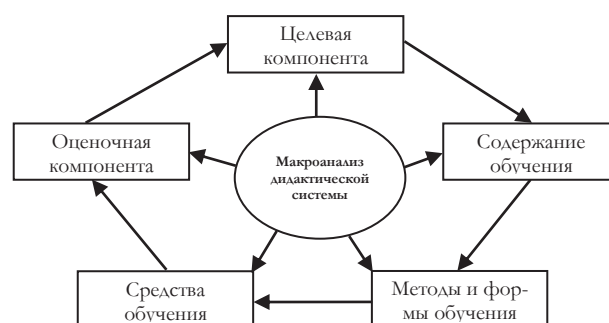 Целевая
компонента
Оценочная
компонента
Макроанализ
дидактической
системы
Содержание
обучения
Средства
обучения
Методы и фор-
мы обучения